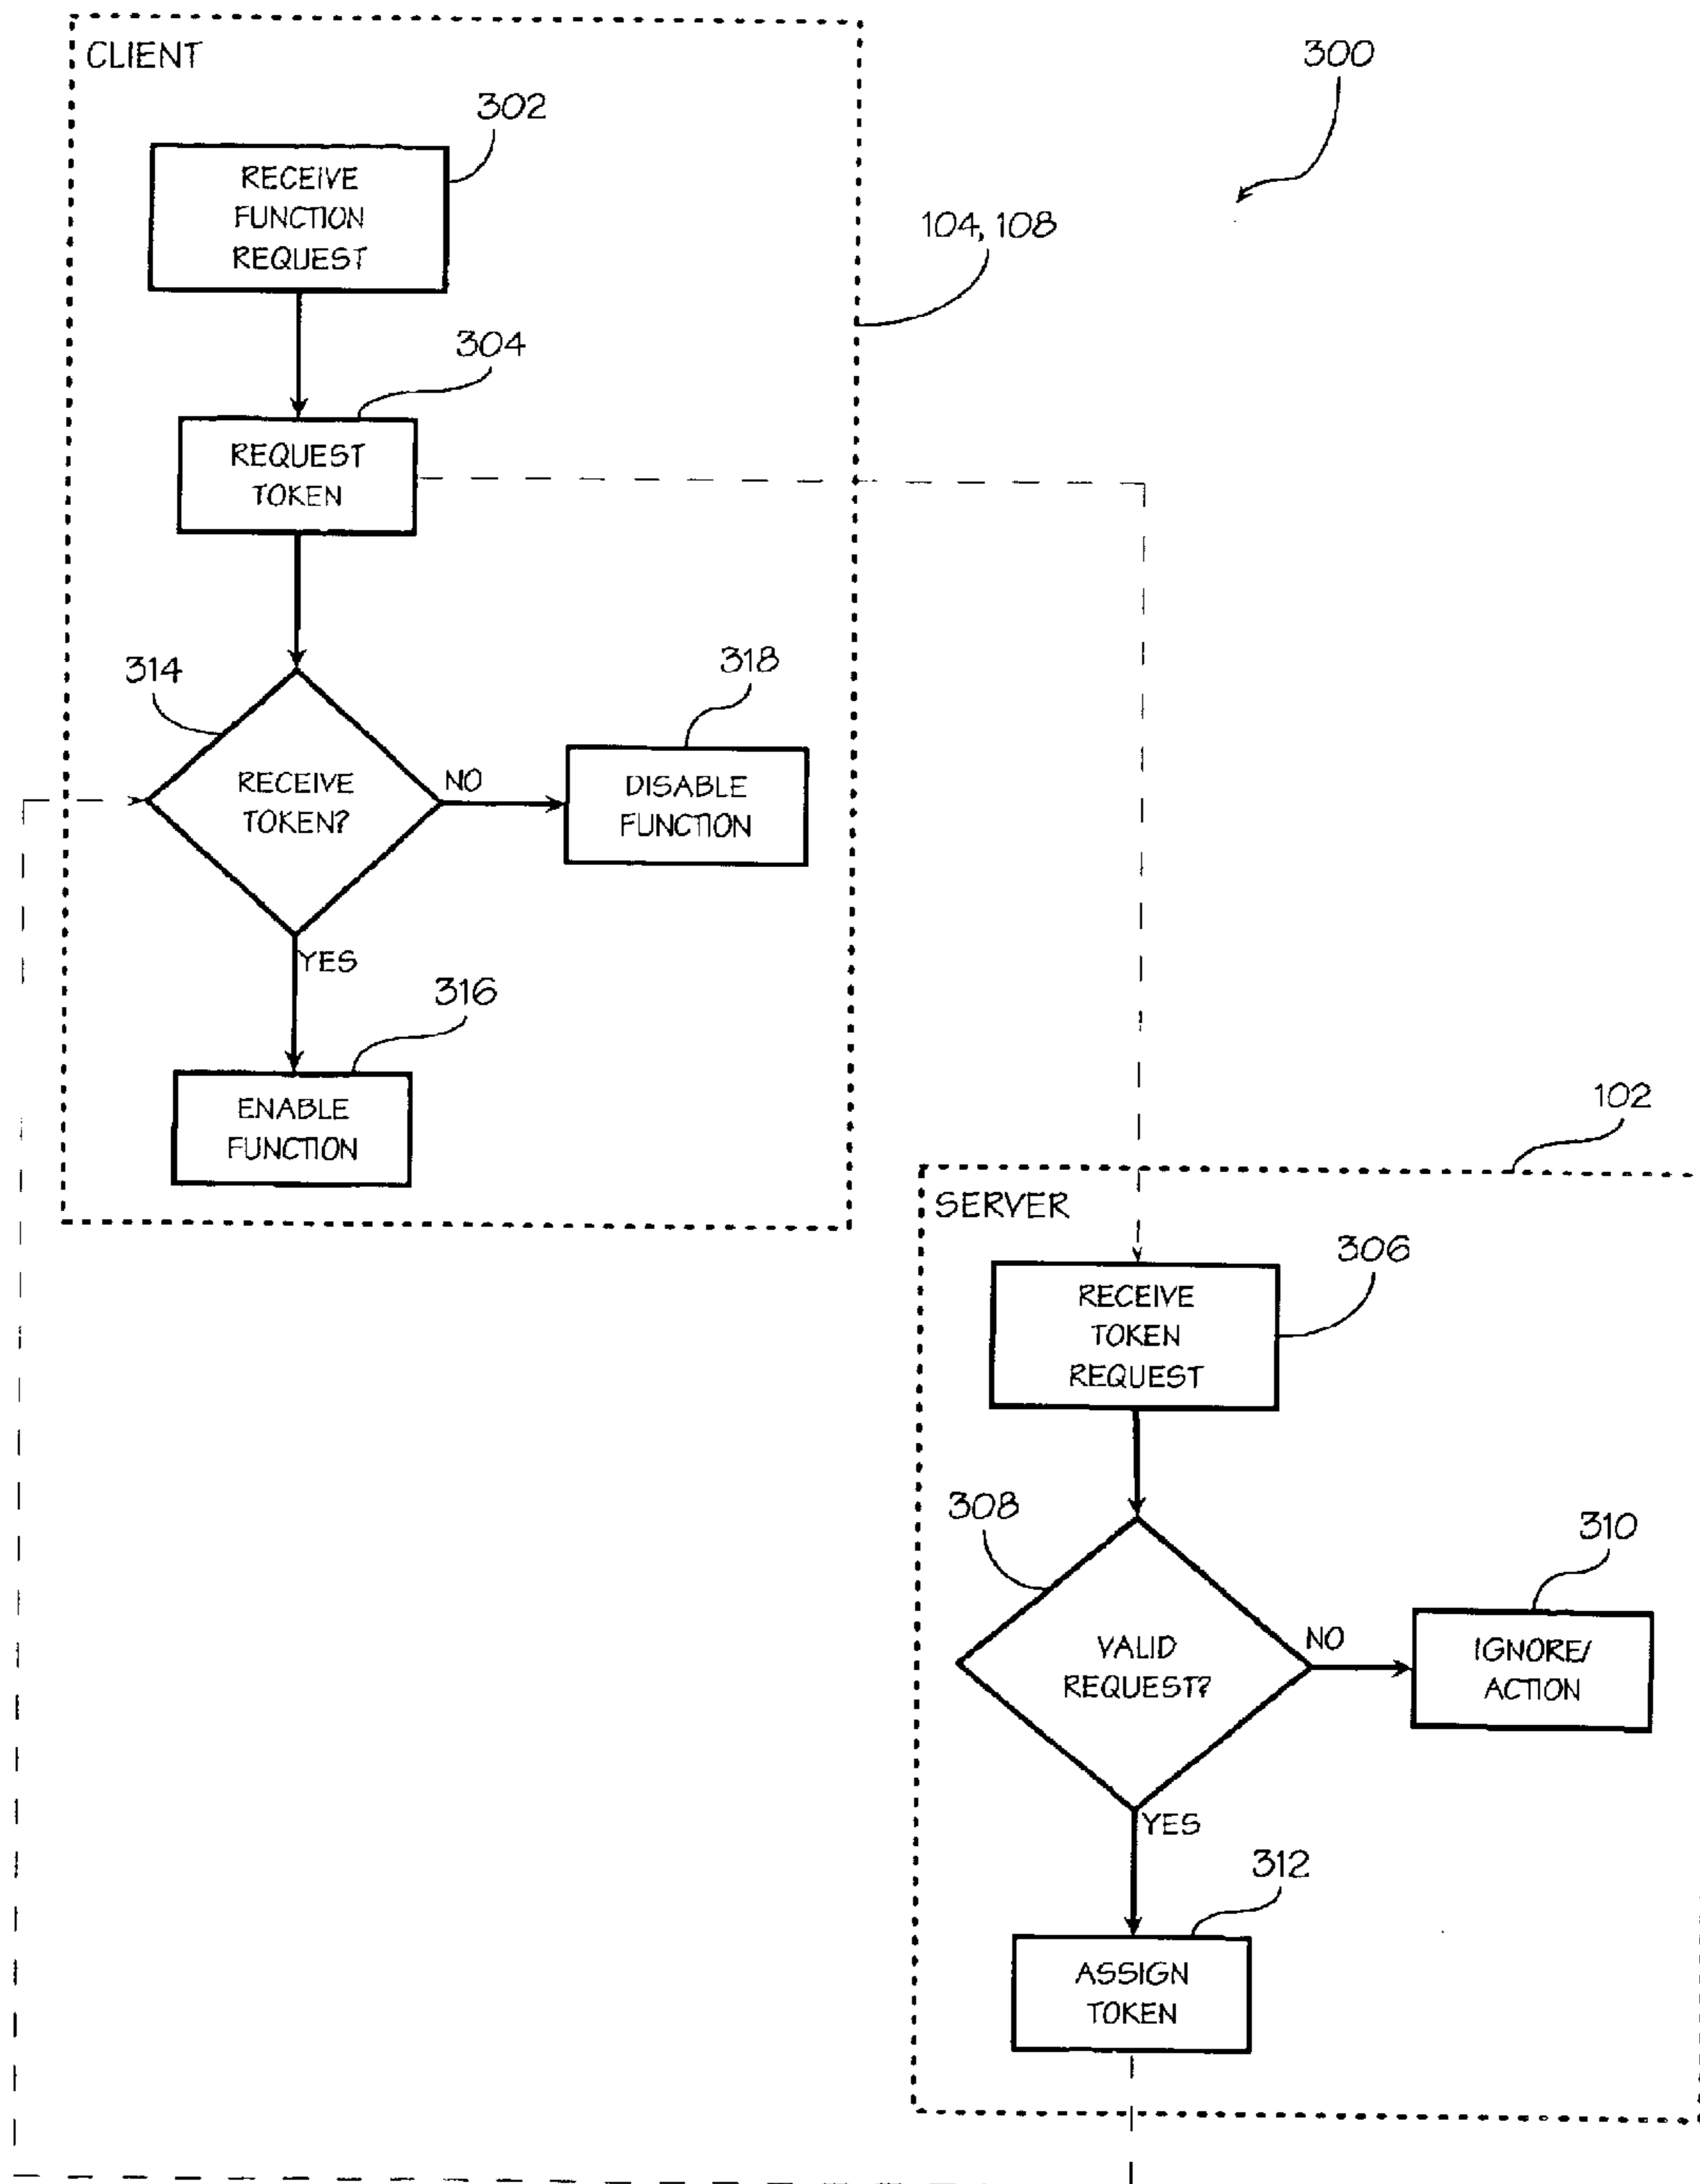 CLIENT
300
302
RECEIVE
FUNCTION
REQUEST
104, 108
304
REQUEST
TOKEN
314
318
RECEIVE
TOKEN?
NO
DISABLE
FUNCTION
YES
316
ENABLE
FUNCTION
102
SERVER
306
RECEIVE
TOKEN
REQUEST
308
310
VALID
REQUEST?
NO
IGNORE/
ACTION
YES
312
ASSIGN
TOKEN